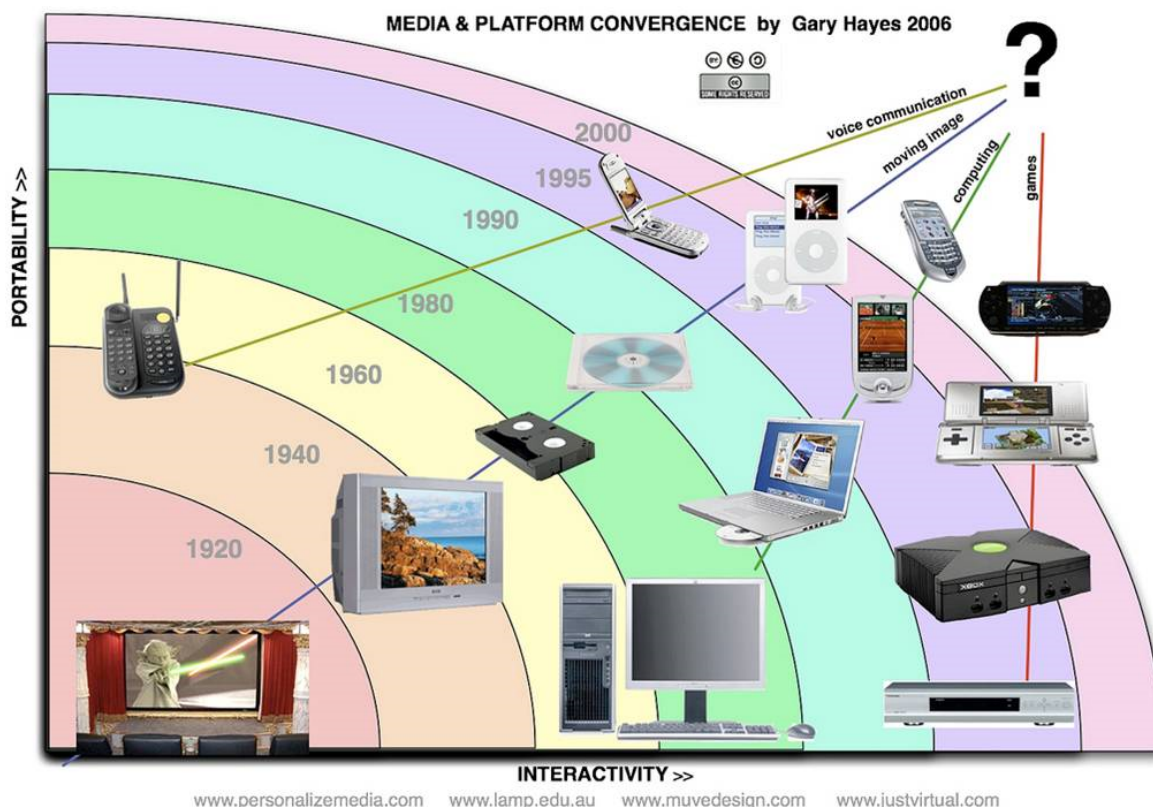 MEDIA & PLATFORM CONVERGENCE by Gary Hayes 2006
?
cc
SOME RIGHTS RESERVED
voice communication
moving image
computing
games
2000
1995
1990
1980
1960
1940
1920
XBOX
PORTABILITY >>
INTERACTIVITY >>
www.personalizemedia.com www.lamp.edu.au www.muvedesign.com www.justvirtual.com